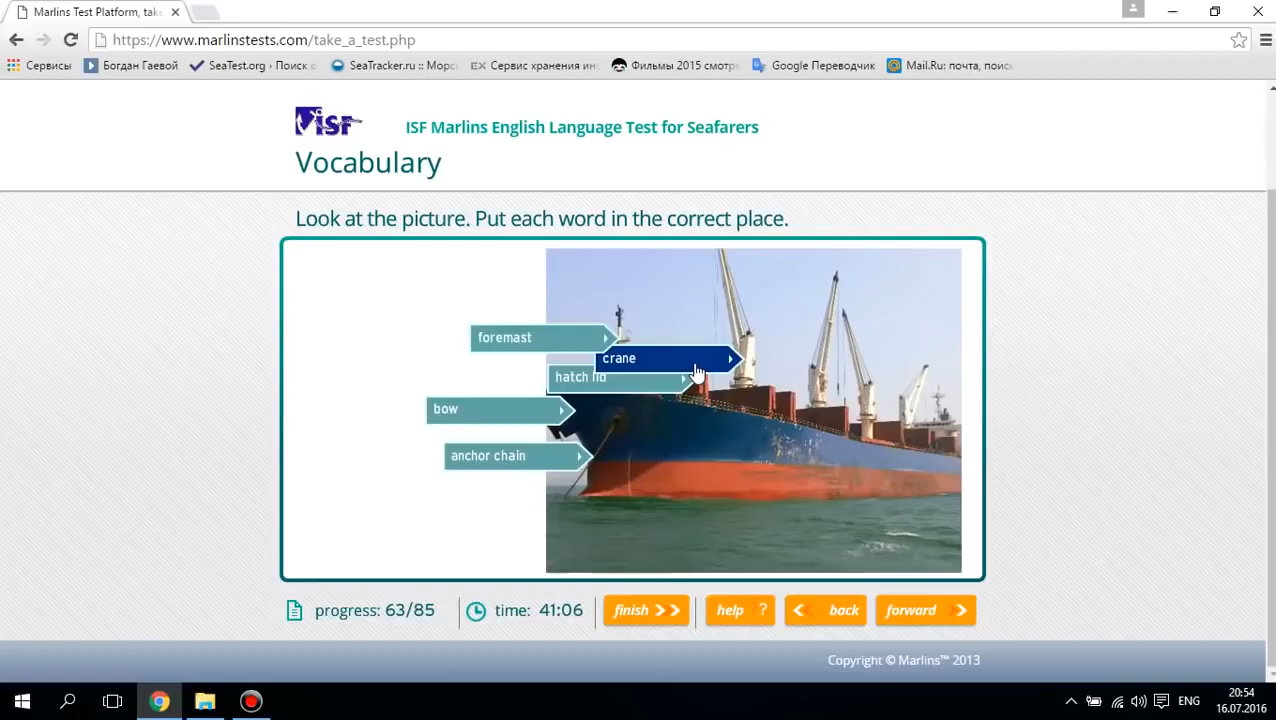 Marlins Test Platform, take
https://www.marlinstests.com/take_a_test.php
Сервисы
Богдан Гаевой
SeaTest.org › Поиск с
SeaTracker.ru :: Морс
EX Сервис хранения ин
Фильмы 2015 смотре
Google Переводчик
Mail.Ru: почта, поиск
ISF
ISF Marlins English Language Test for Seafarers
Vocabulary
Look at the picture. Put each word in the correct place.
foremast
crane
hatch lid
bow
anchor chain
progress: 63/85
time: 41:06
finish
help ?
back
forward
Copyright © Marlins™ 2013
ENG
20:54
16.07.2016